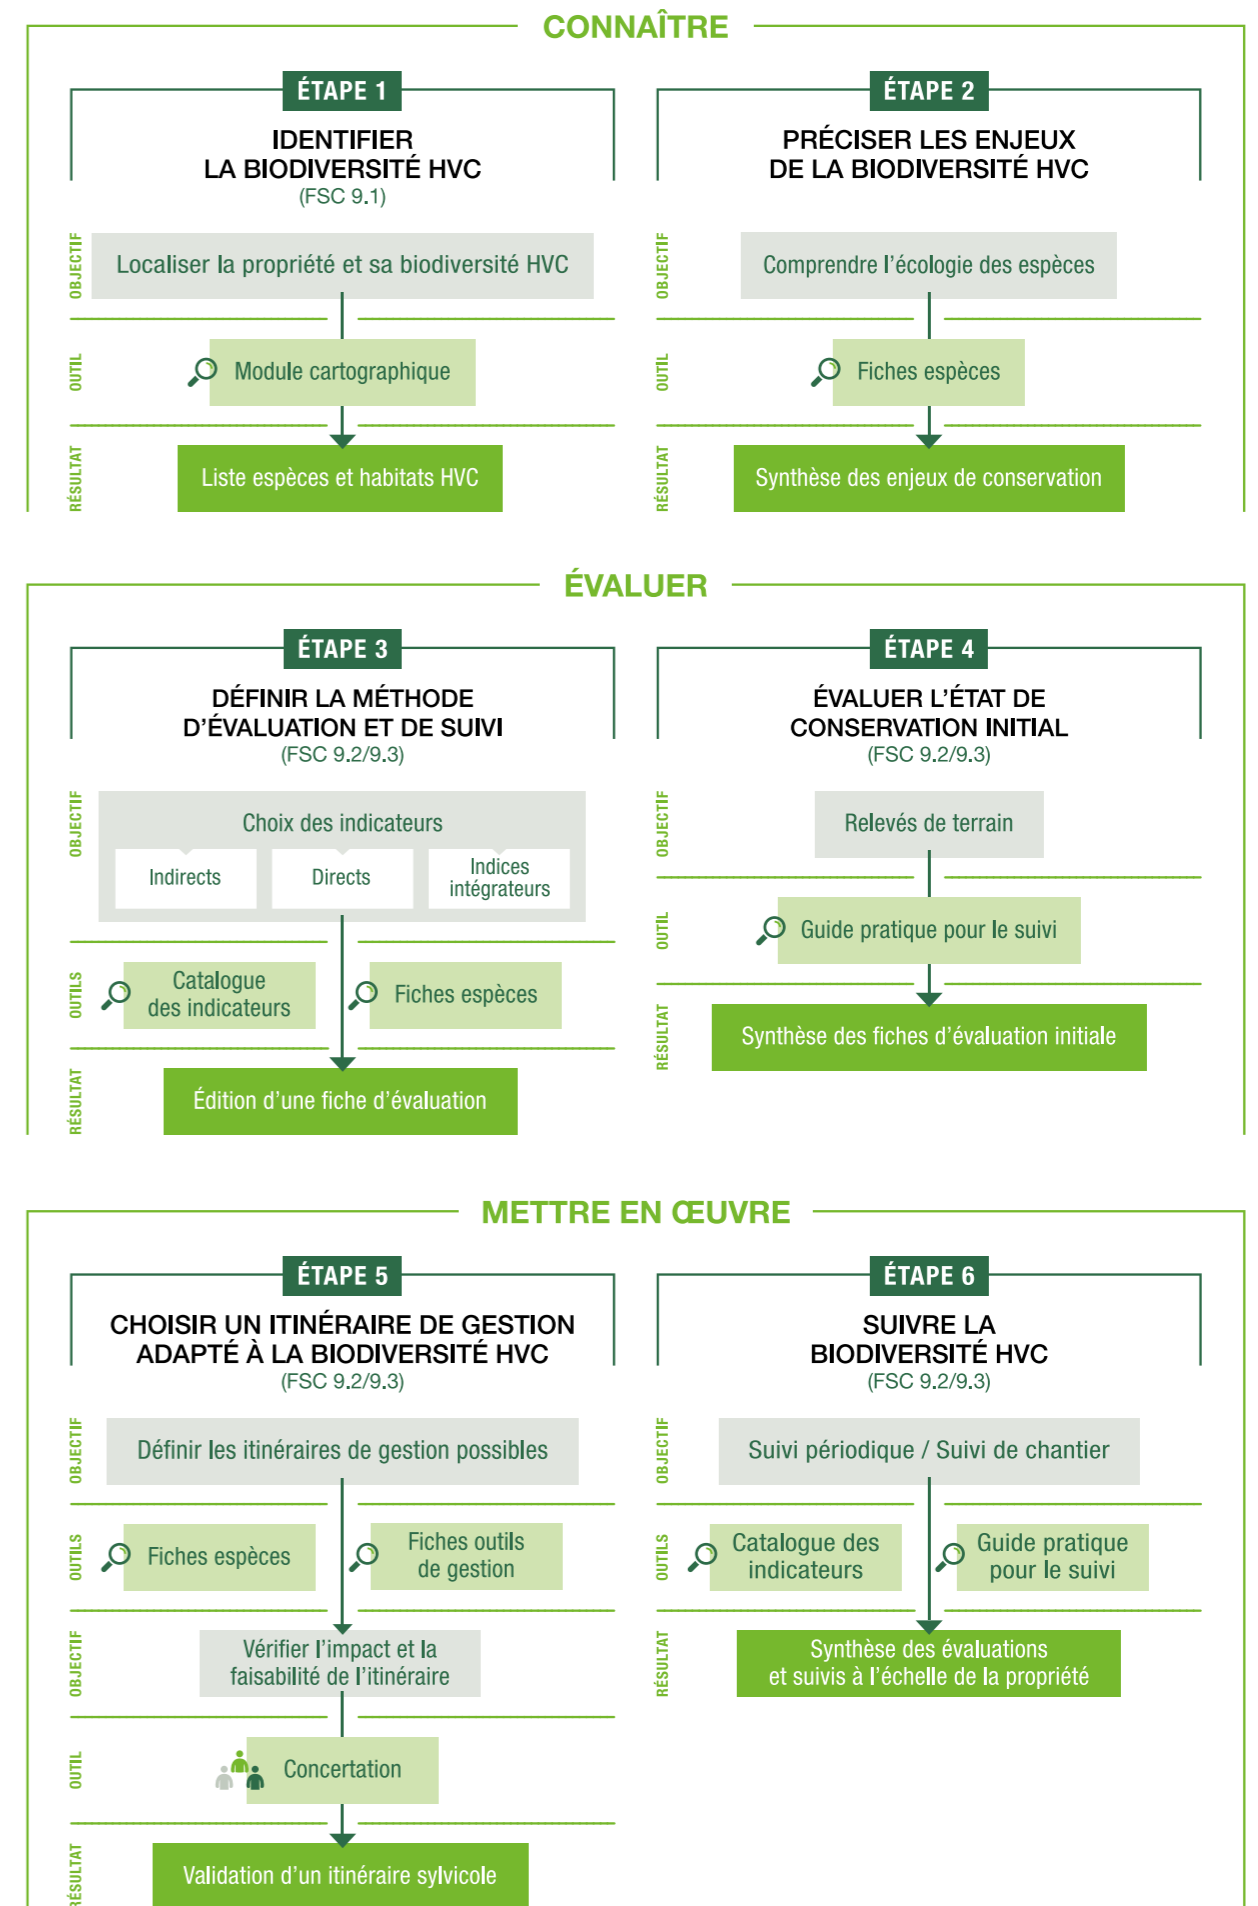 CONNAÎTRE
ÉTAPE 1
IDENTIFIER
LA BIODIVERSITÉ HVC
(FSC 9.1)
OBJECTIF
Localiser la propriété et sa biodiversité HVC
OUTIL
Module cartographique
RÉSULTAT
Liste espèces et habitats HVC
ÉTAPE 2
PRÉCISER LES ENJEUX
DE LA BIODIVERSITÉ HVC
OBJECTIF
Comprendre l’écologie des espèces
OUTIL
Fiches espèces
RÉSULTAT
Synthèse des enjeux de conservation
ÉVALUER
ÉTAPE 3
DÉFINIR LA MÉTHODE
D’ÉVALUATION ET DE SUIVI
(FSC 9.2/9.3)
OBJECTIF
Choix des indicateurs
Indirects
Directs
Indices
intégrateurs
OUTILS
Catalogue
des indicateurs
Fiches espèces
RÉSULTAT
Édition d’une fiche d’évaluation
ÉTAPE 4
ÉVALUER L’ÉTAT DE
CONSERVATION INITIAL
(FSC 9.2/9.3)
OBJECTIF
Relevés de terrain
OUTIL
Guide pratique pour le suivi
RÉSULTAT
Synthèse des fiches d’évaluation initiale
METTRE EN ŒUVRE
ÉTAPE 5
CHOISIR UN ITINÉRAIRE DE GESTION
ADAPTÉ À LA BIODIVERSITÉ HVC
(FSC 9.2/9.3)
OBJECTIF
Définir les itinéraires de gestion possibles
OUTILS
Fiches espèces
Fiches outils
de gestion
OBJECTIF
Vérifier l’impact et la
faisabilité de l’itinéraire
OUTIL
Concertation
RÉSULTAT
Validation d’un itinéraire sylvicole
ÉTAPE 6
SUIVRE LA
BIODIVERSITÉ HVC
(FSC 9.2/9.3)
OBJECTIF
Suivi périodique / Suivi de chantier
OUTILS
Catalogue des
indicateurs
Guide pratique
pour le suivi
RÉSULTAT
Synthèse des évaluations
et suivis à l’échelle de la propriété